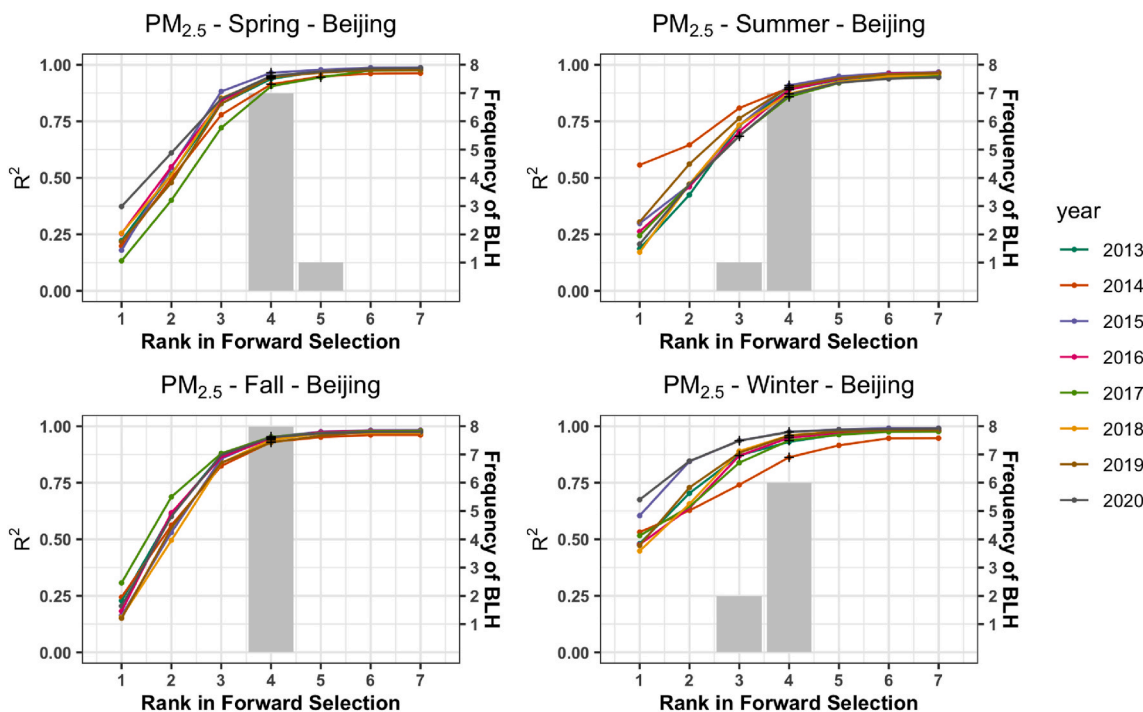 PM2.5 - Spring - Beijing
1.00
0.75
0.50
0.25
0.00
R2
8
7
6
5
4
3
2
1
Frequency of BLH
1 2 3 4 5 6 7
Rank in Forward Selection
PM2.5 - Summer - Beijing
1.00
0.75
0.50
0.25
0.00
R2
8
7
6
5
4
3
2
1
Frequency of BLH
1 2 3 4 5 6 7
Rank in Forward Selection
PM2.5 - Fall - Beijing
1.00
0.75
0.50
0.25
0.00
R2
8
7
6
5
4
3
2
1
Frequency of BLH
1 2 3 4 5 6 7
Rank in Forward Selection
PM2.5 - Winter - Beijing
1.00
0.75
0.50
0.25
0.00
R2
8
7
6
5
4
3
2
1
Frequency of BLH
1 2 3 4 5 6 7
Rank in Forward Selection
year
2013
2014
2015
2016
2017
2018
2019
2020